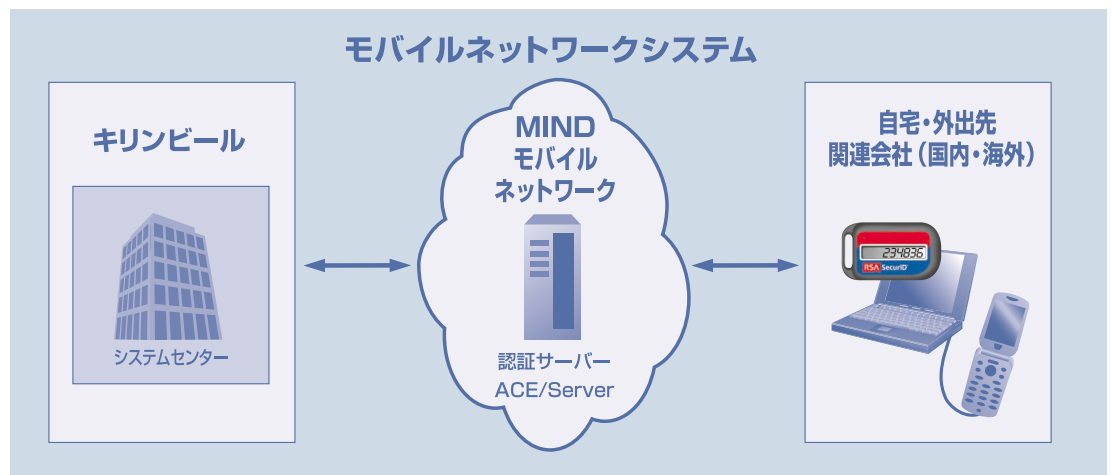 モバイルネットワークシステム
キリンビール
システムセンター
MIND
モバイル
ネットワーク
認証サーバー
ACE/Server
自宅・外出先
関連会社(国内・海外)
234836
RSA SecurID